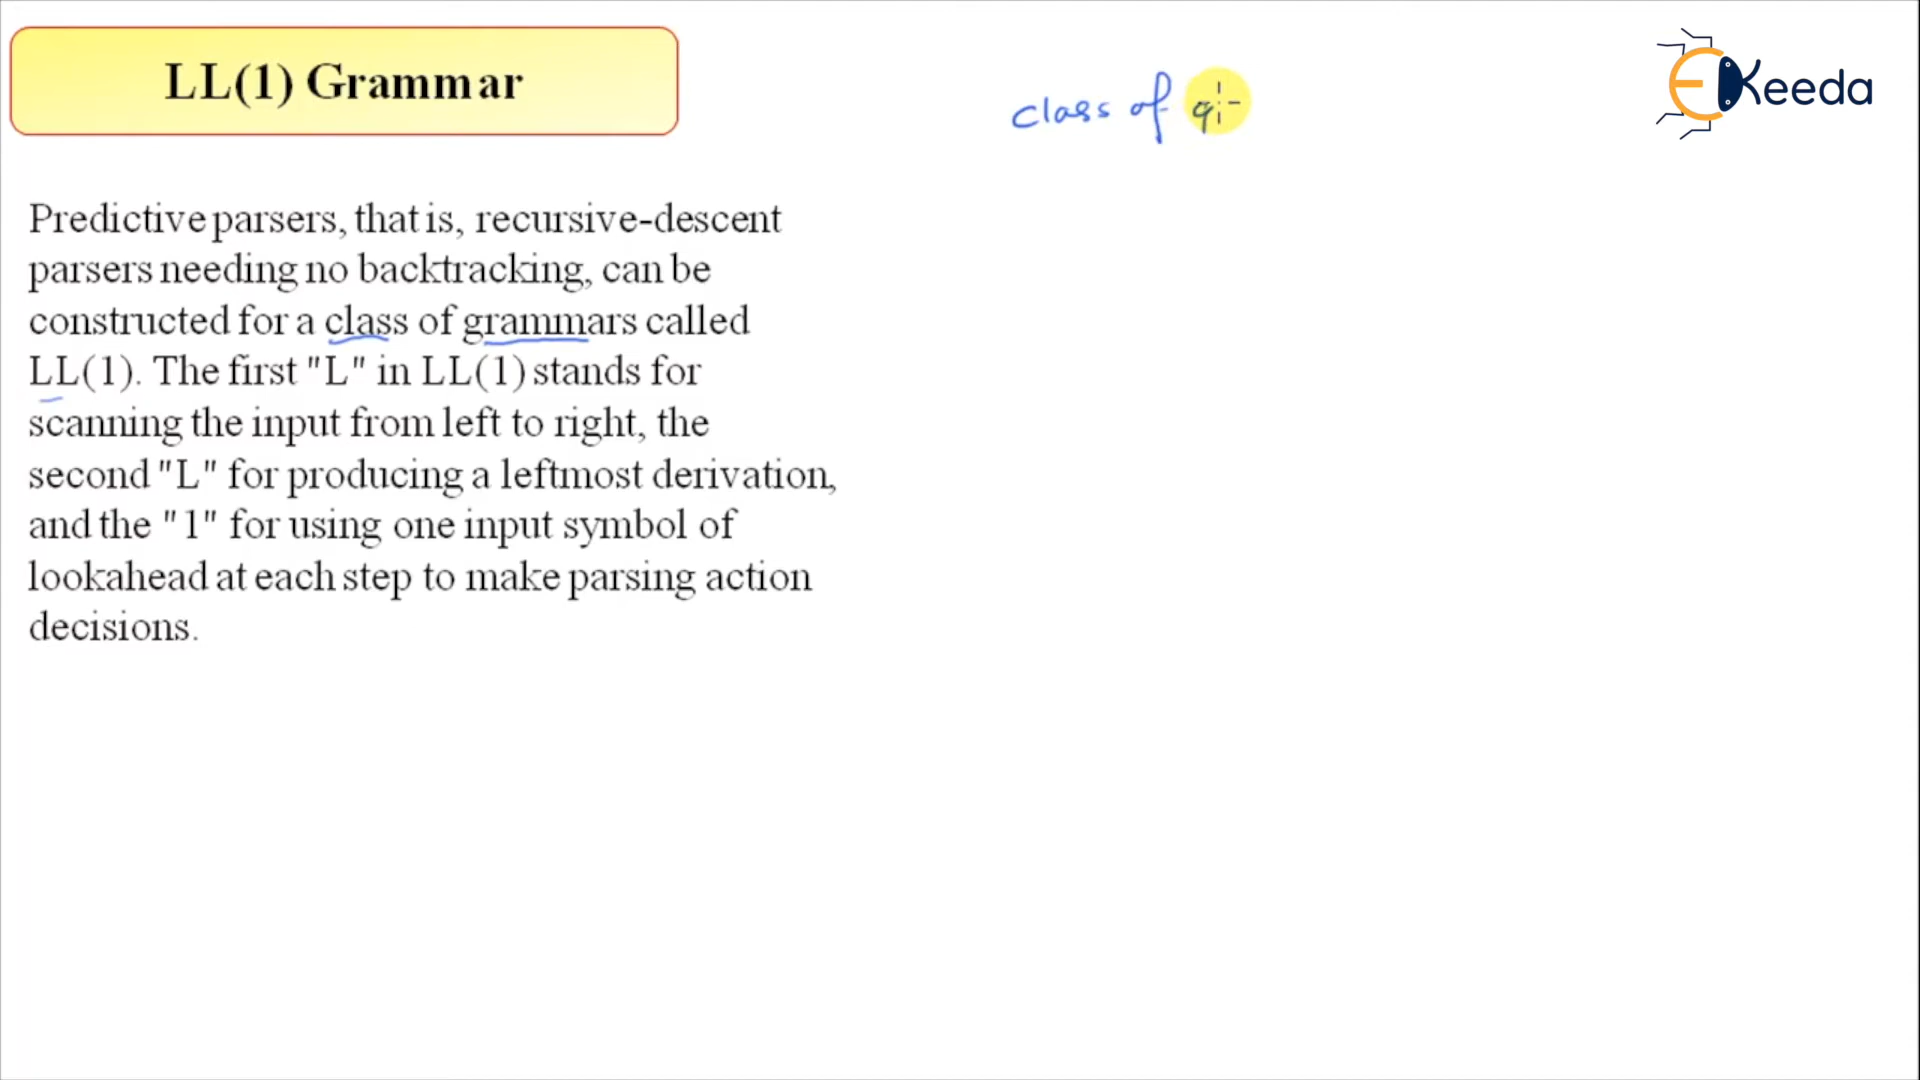 LL(1) Grammar
class of g
EKeeda
Predictive parsers, that is, recursive-descent
parsers needing no backtracking, can be
constructed for a class of grammars called
LL(1). The first "L" in LL(1) stands for
scanning the input from left to right, the
second "L" for producing a leftmost derivation,
and the "1" for using one input symbol of
lookahead at each step to make parsing action
decisions.